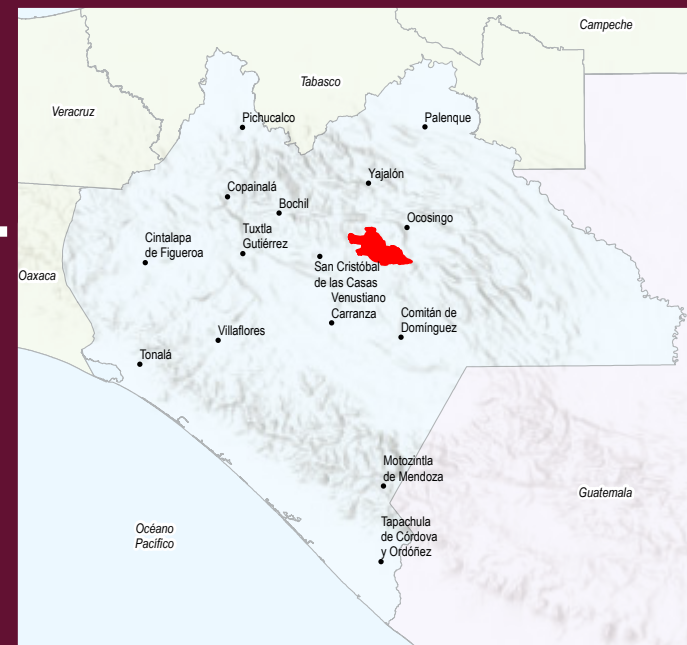 Campeche
Tabasco
Veracruz
Pichucalco
Palenque
Yajalón
Copainalá
Bochil
Ocosingo
Tuxtla
Gutiérrez
Cintalapa
de Figueroa
San Cristóbal
de las Casas
Oaxaca
Venustiano
Carranza
Comitán de
Domínguez
Villaflores
Tonalá
Motozintla
de Mendoza
Guatemala
Océano
Pacífico
Tapachula
de Córdova
y Ordóñez